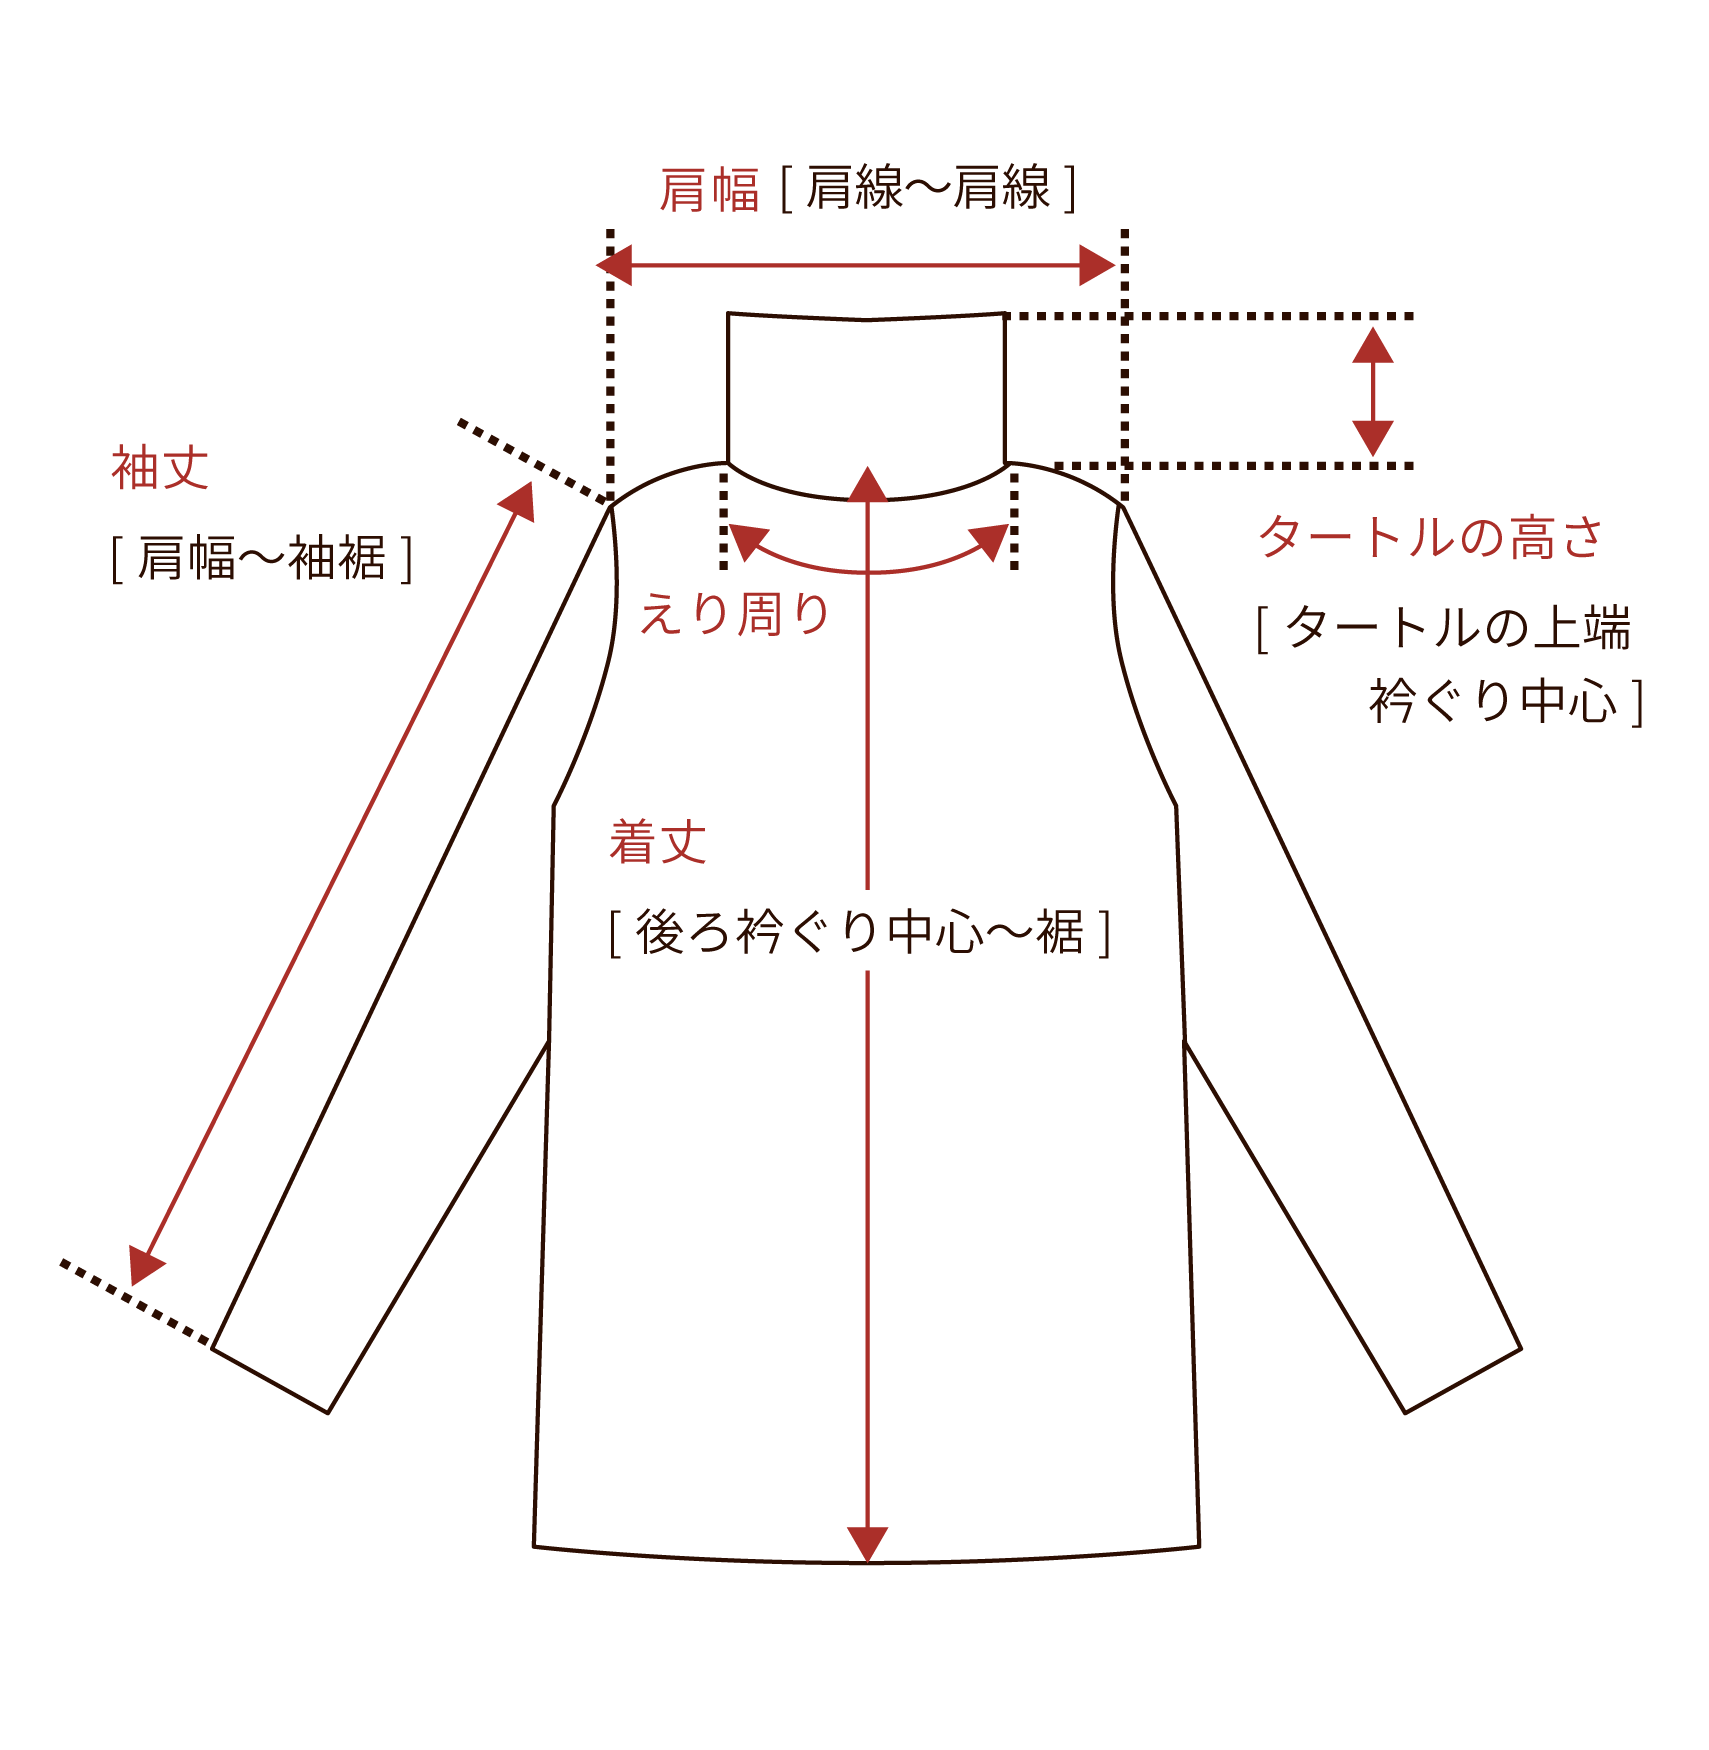 肩幅 [ 肩線〜肩線 ]
袖丈
[ 肩幅〜袖裾 ]
タートルの高さ
[ タートルの上端
衿ぐり中心 ]
えり周り
着丈
[ 後ろ衿ぐり中心〜裾 ]